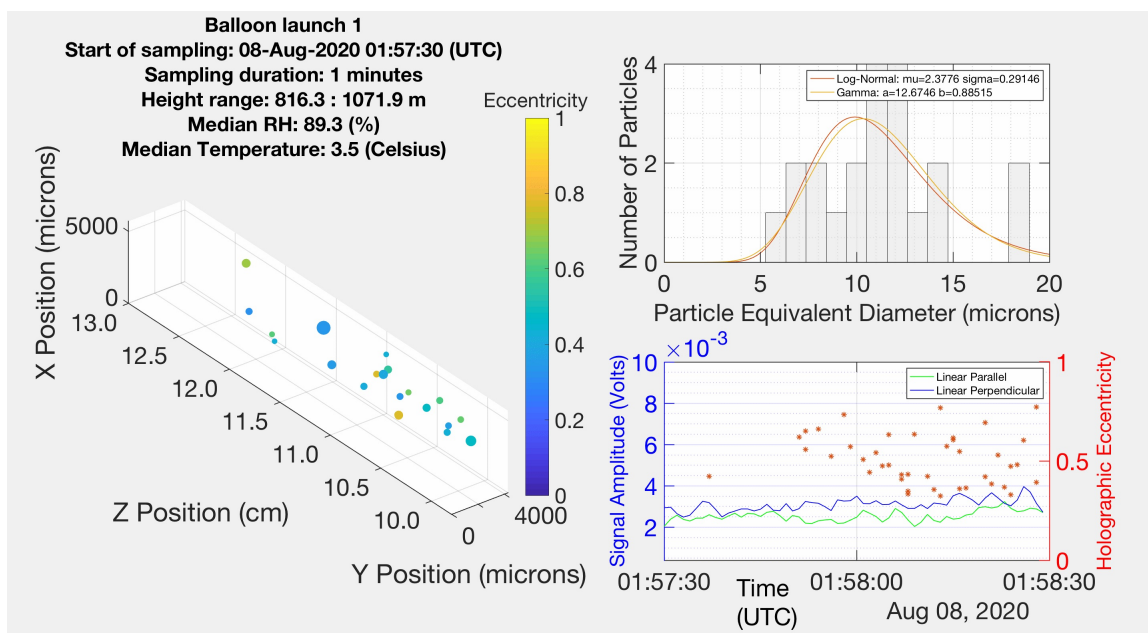 Balloon launch 1
Start of sampling: 08-Aug-2020 01:57:30 (UTC)
Sampling duration: 1 minutes
Height range: 816.3 : 1071.9 m
Median RH: 89.3 (%)
Median Temperature: 3.5 (Celsius)
Eccentricity
1
0.8
0.6
0.4
0.2
0
X Position (microns)
5000
0
13.0
12.5
12.0
11.5
11.0
10.5
10.0
Z Position (cm)
0
4000
Y Position (microns)
Number of Particles
4
2
0
Log-Normal: mu=2.3776 sigma=0.29146
Gamma: a=12.6746 b=0.88515
0
5
10
15
20
Particle Equivalent Diameter (microns)
×10⁻³
Signal Amplitude (Volts)
10
8
6
4
2
Linear Parallel
Linear Perpendicular
1
0.5
0
Holographic Eccentricity
01:57:30
01:58:00
01:58:30
Time
(UTC)
Aug 08, 2020